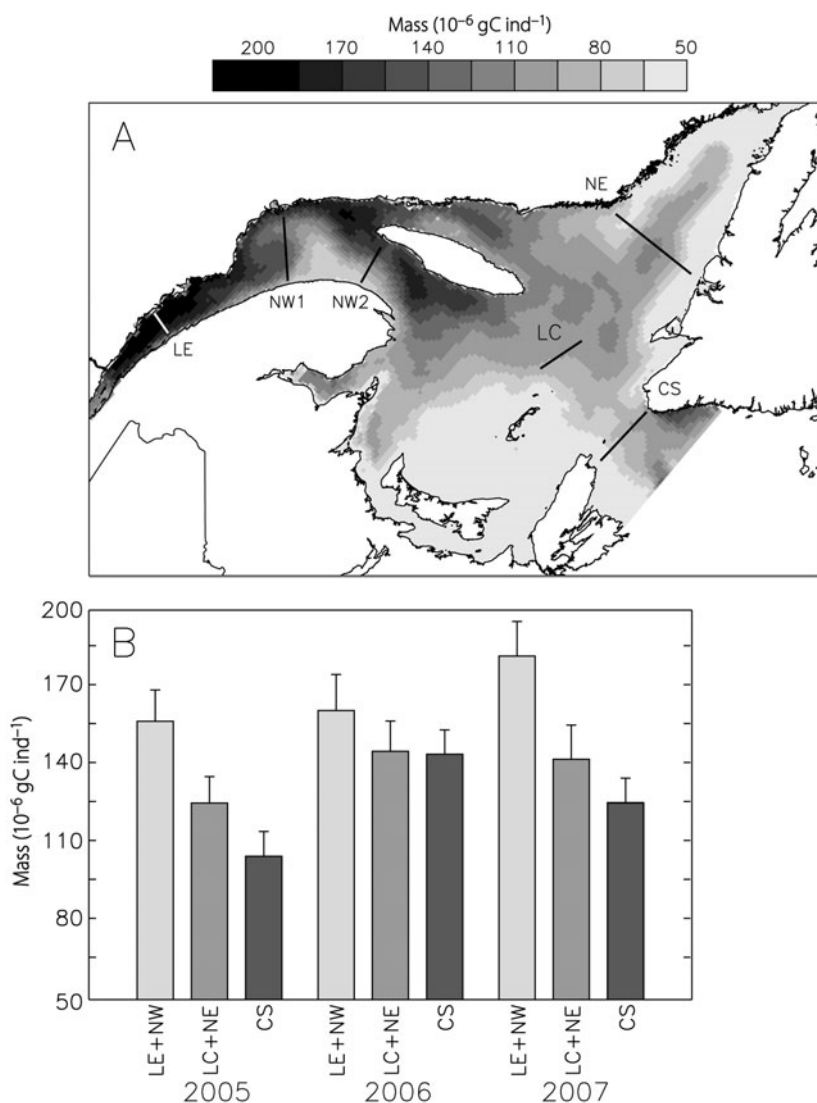 Mass (10⁻⁶ gC ind⁻¹)
200 170 140 110 80 50
A
NE
NW1
NW2
LE
LC
CS
B
Mass (10⁻⁶ gC ind⁻¹)
200
170
140
110
80
50
LE+NW LC+NE CS LE+NW LC+NE CS LE+NW LC+NE CS
2005 2006 2007